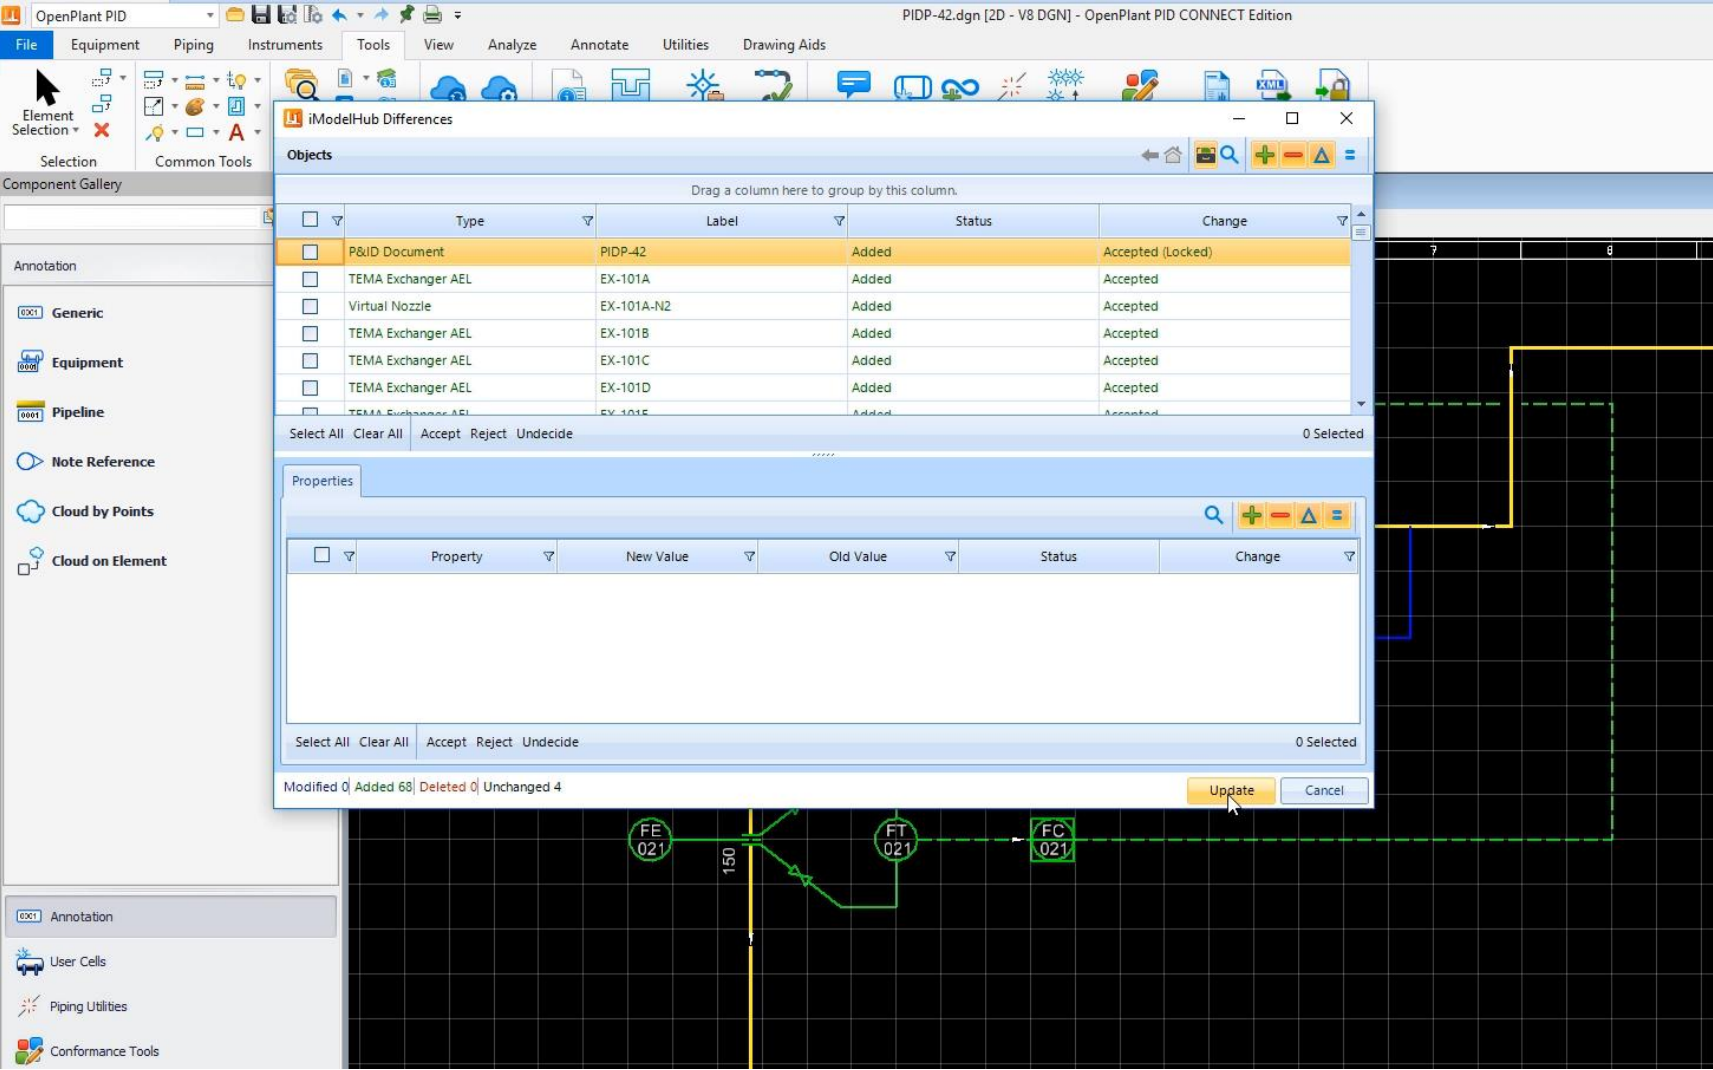 OpenPlant PID
PIDP-42.dgn [2D - V8 DGN] - OpenPlant PID CONNECT Edition
File Equipment Piping Instruments Tools View Analyze Annotate Utilities Drawing Aids
Element
Selection
Selection
Common Tools
A
XML
iModelHub Differences
Component Gallery
Objects
Drag a column here to group by this column.
Type Label Status Change
P&ID Document PIDP-42 Added Accepted (Locked)
TEMA Exchanger AEL EX-101A Added Accepted
Virtual Nozzle EX-101A-N2 Added Accepted
TEMA Exchanger AEL EX-101B Added Accepted
TEMA Exchanger AEL EX-101C Added Accepted
TEMA Exchanger AEL EX-101D Added Accepted
Select All Clear All Accept Reject Undecide 0 Selected
Properties
Property New Value Old Value Status Change
Select All Clear All Accept Reject Undecide 0 Selected
Modified 0 Added 68 Deleted 0 Unchanged 4
Update Cancel
Annotation
0001 Generic
0001 Equipment
0001 Pipeline
Note Reference
Cloud by Points
Cloud on Element
0001 Annotation
User Cells
Piping Utilities
Conformance Tools
7
FE
021
150
FT
021
FC
021